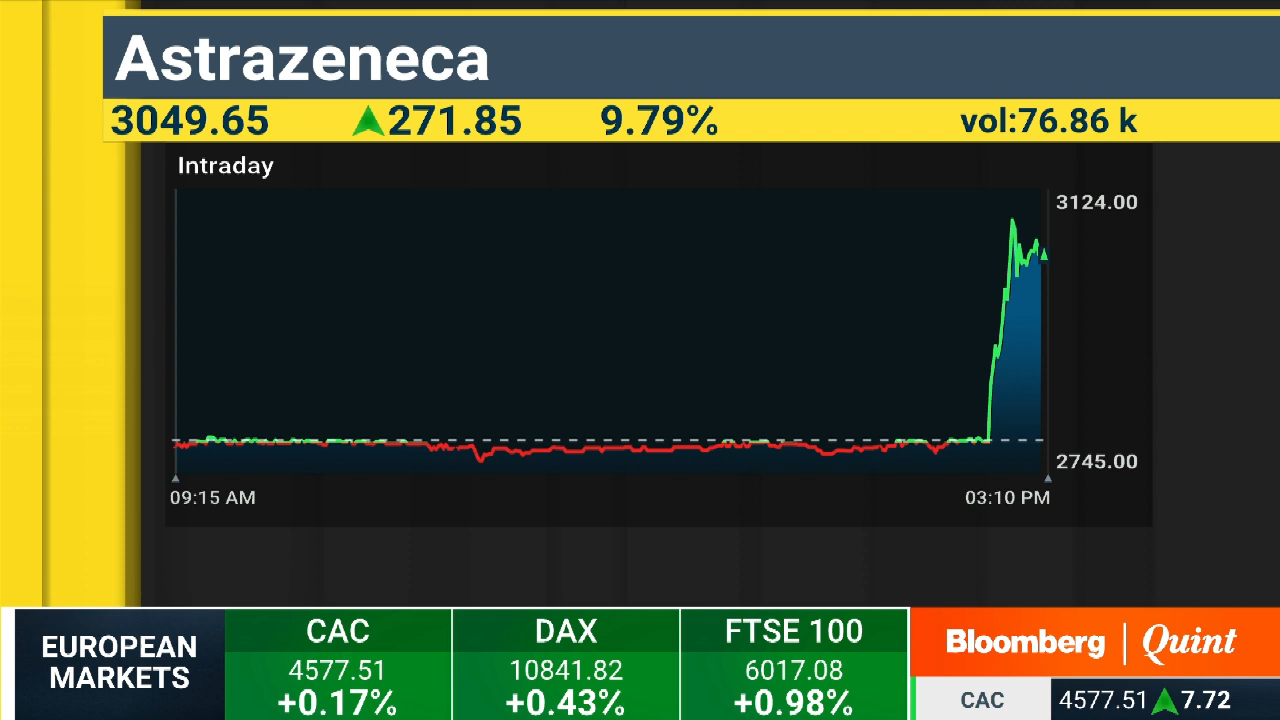 Astrazeneca
3049.65 ▲271.85 9.79% vol:76.86 k
Intraday
3124.00
2745.00
09:15 AM 03:10 PM
EUROPEAN
MARKETS
CAC
4577.51
+0.17%
DAX
10841.82
+0.43%
FTSE 100
6017.08
+0.98%
Bloomberg | Quint
CAC 4577.51▲7.72